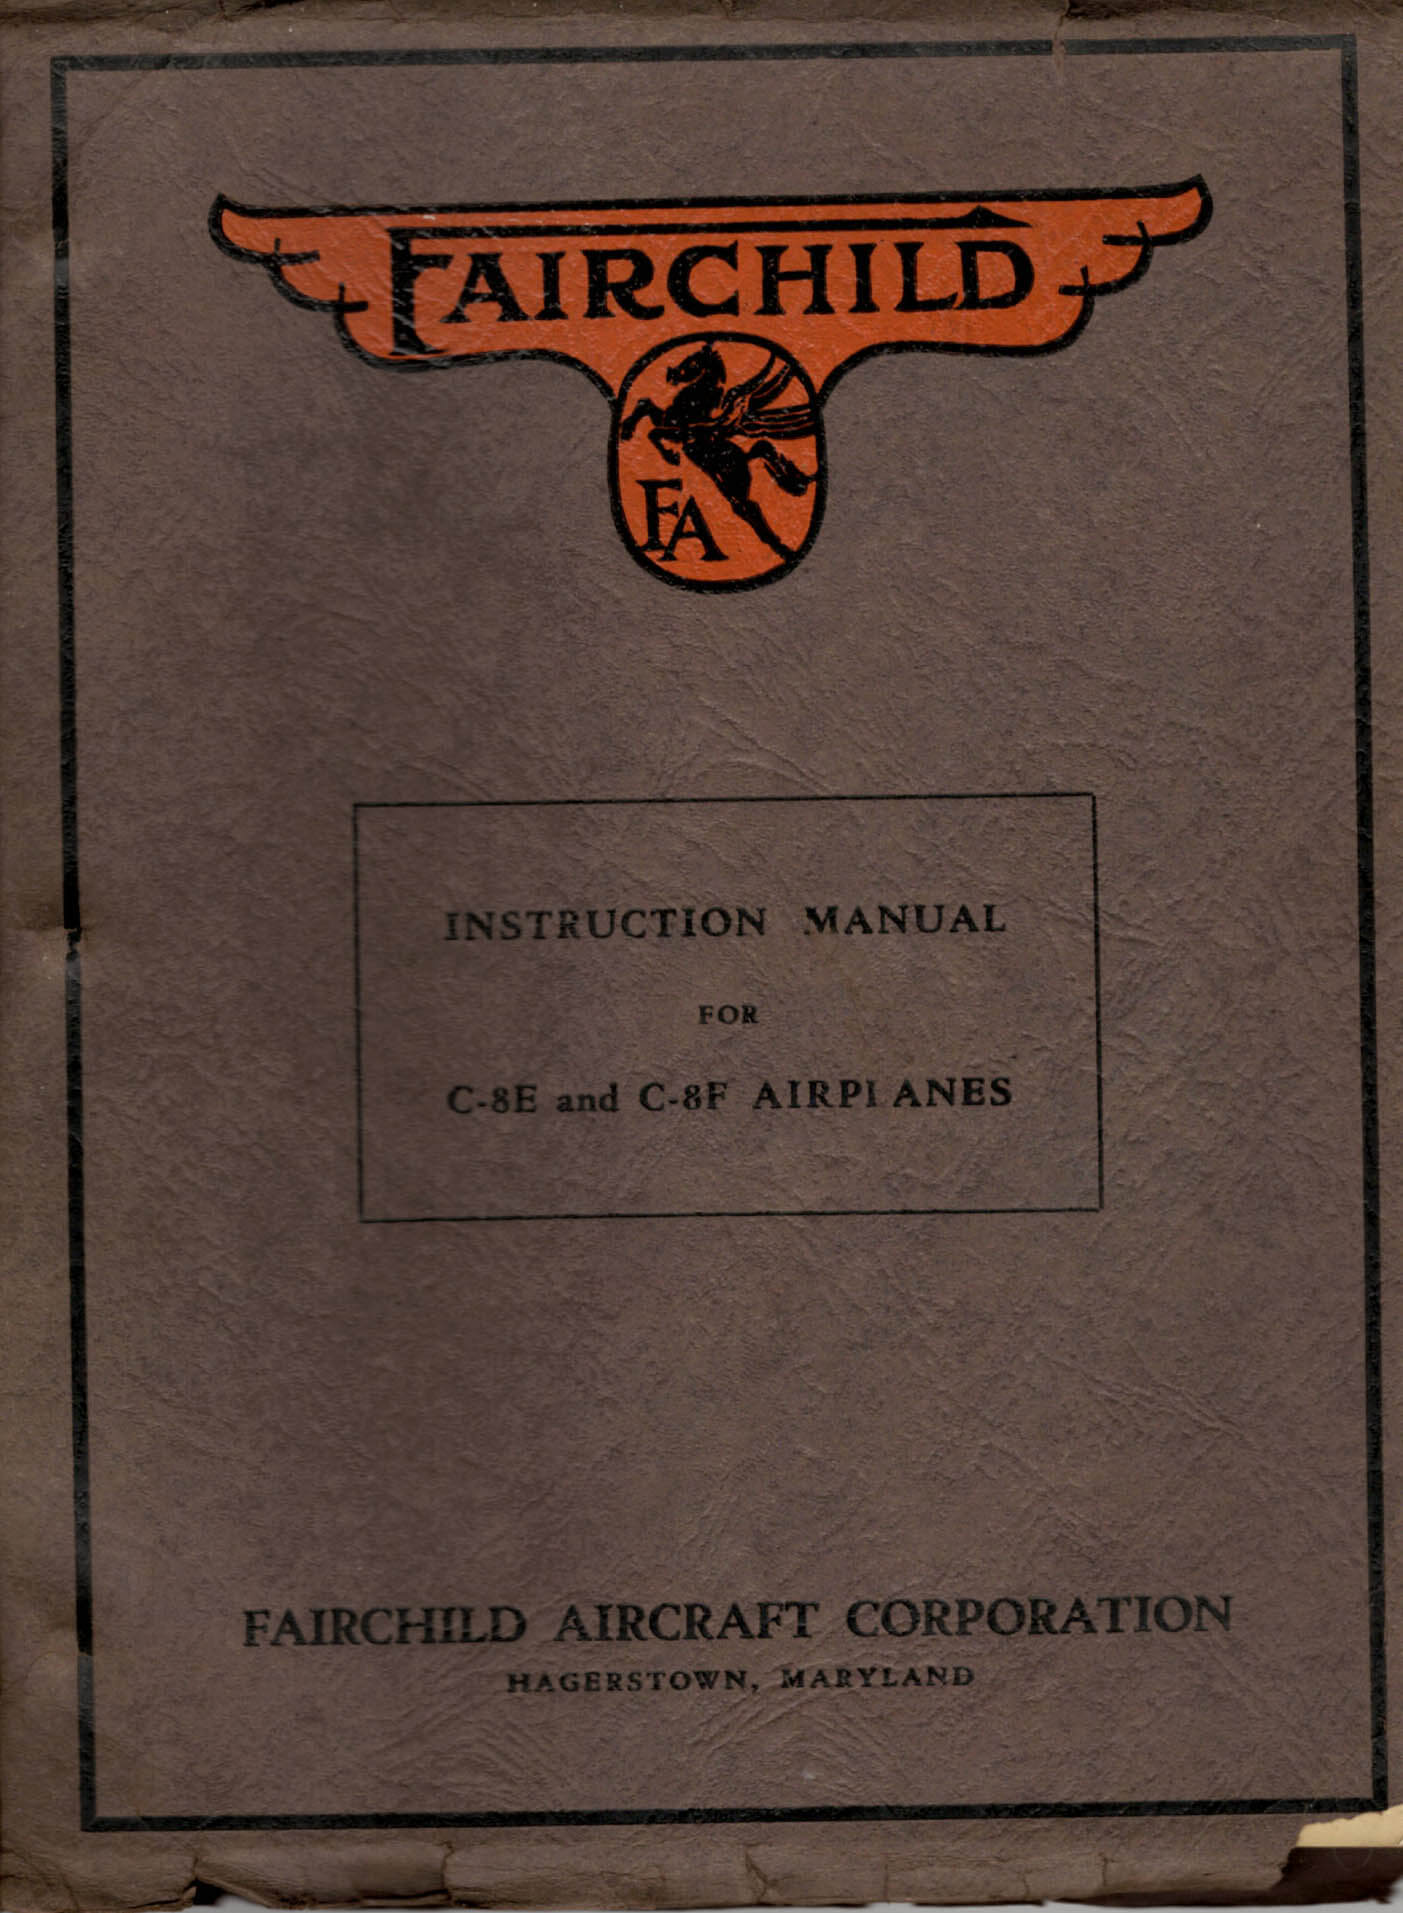 FAIRCHILD
FA
INSTRUCTION MANUAL
FOR
C-8E and C-8F AIRPLANES
FAIRCHILD AIRCRAFT CORPORATION
HAGERSTOWN, MARYLAND